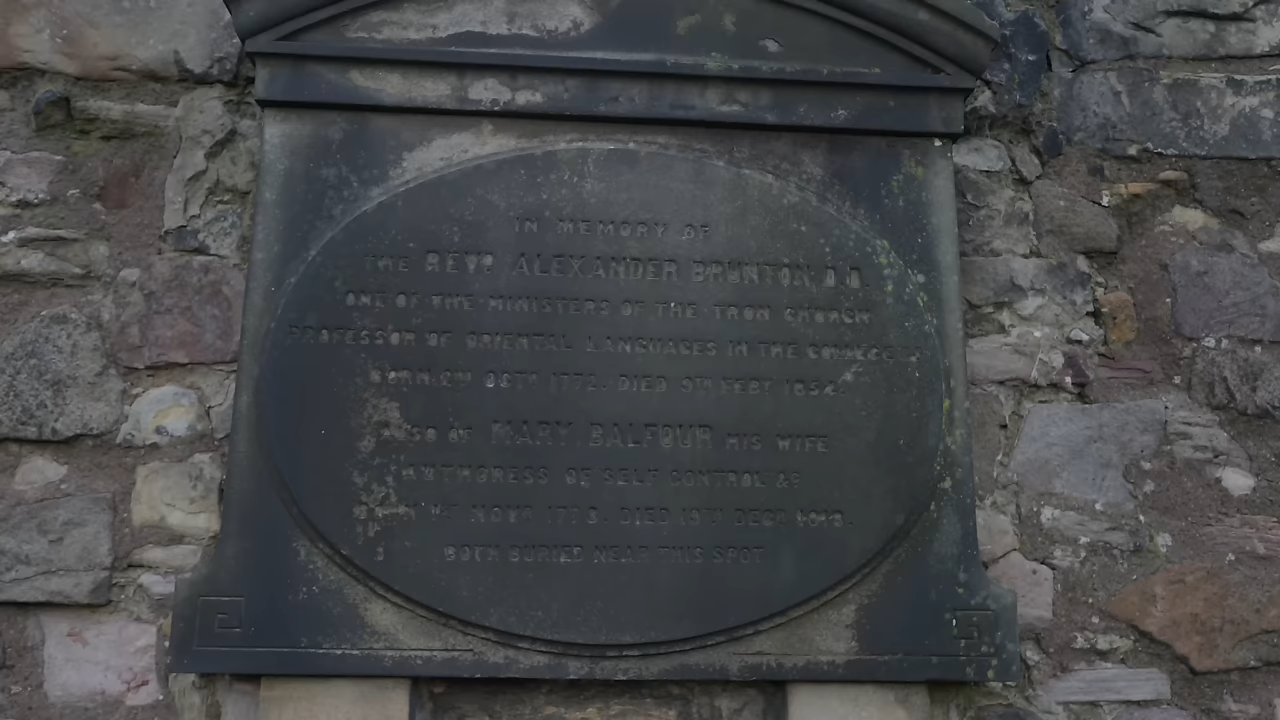 IN MEMORY OF
THE REVD. ALEXANDER BRUNTON, D.D.
ONE OF THE MINISTERS OF THE TRON CHURCH
PROFESSOR OF ORIENTAL LANGUAGES IN THE
BORN 2ND OCTR 1772. DIED 9TH FEBY 1854.
ALSO OF MARY BALFOUR HIS WIFE
AUTHORESS OF SELF CONTROL &C
NOVR DIED 19TH DECR 1818.
BOTH BURIED NEAR THIS SPOT